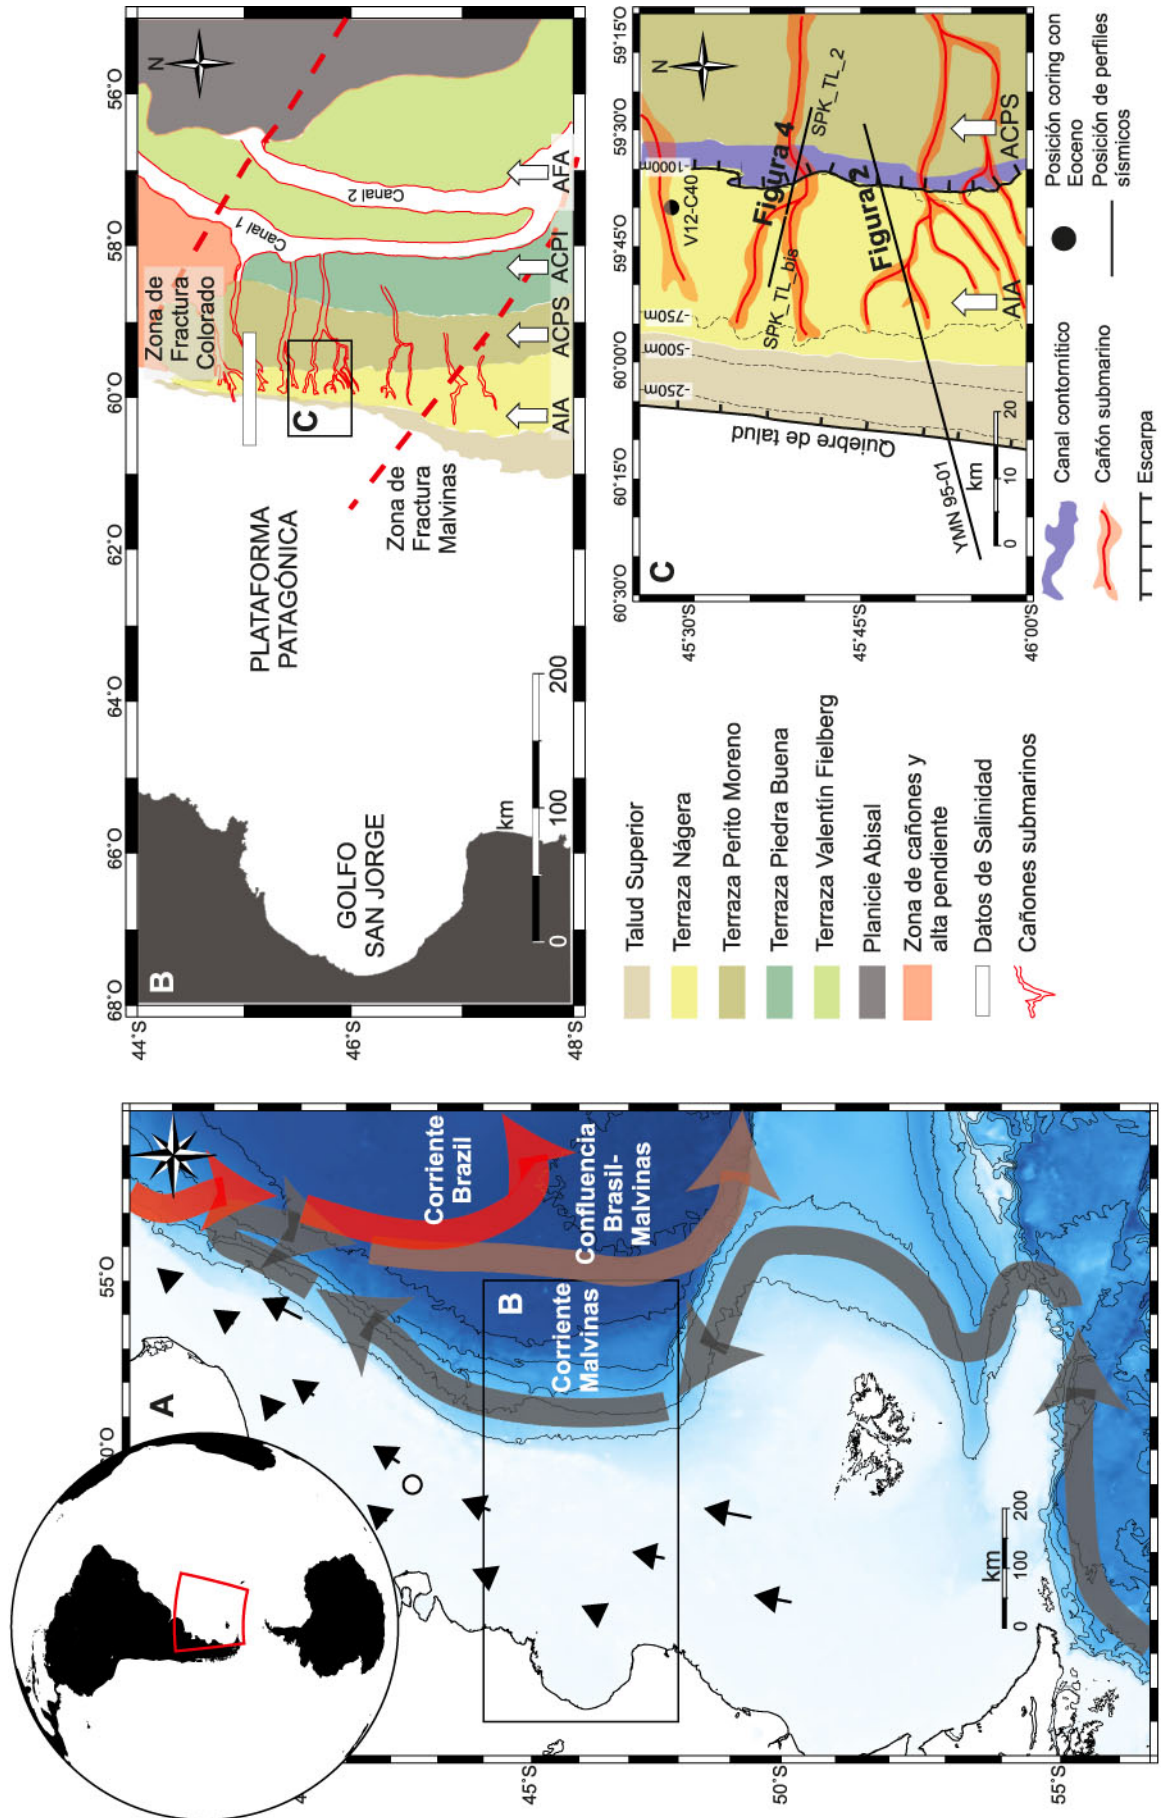 A
55°O
0°O
4
45°S
50°S
55°S
Corriente
Brazil
Confluencia
Brasil-
Malvinas
Corriente
Malvinas
B
km
0
100
200
B
68°O
66°O
64°O
62°O
60°O
58°O
56°O
44°S
46°S
48°S
N
GOLFO
SAN JORGE
PLATAFORMA
PATAGÓNICA
Zona de
Fractura
Colorado
Zona de
Fractura
Malvinas
Canal 1
Canal 2
C
AIA
ACPS
ACPI
AFA
km
0
100
200
Talud Superior
Terraza Nágera
Terraza Perito Moreno
Terraza Piedra Buena
Terraza Valentín Fielberg
Planicie Abisal
Zona de cañones y
alta pendiente
Datos de Salinidad
Cañones submarinos
C
60°30'O
60°15'O
60°00'O
59°45'O
59°30'O
59°15'O
45°30'S
45°45'S
46°00'S
N
-250m
-500m
-750m
-1000m
V12-C40
Figura 4
SPK_TL_2
SPK_TL_bis
Figura 2
Quiebre de talud
YMN 95-01
AIA
ACPS
km
0
10
20
Canal contornítico
Cañón submarino
Escarpa
Posición coring con
Eoceno
Posición de perfiles
sísmicos